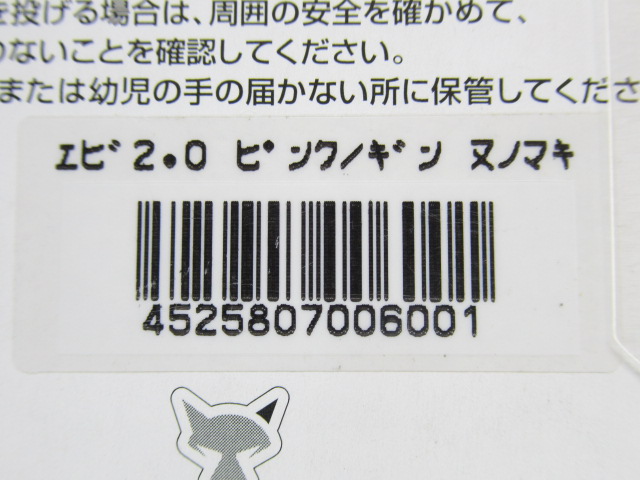 を投げる場合は、周囲の安全を確かめて、
のないことを確認してください。
または幼児の手の届かない所に保管してくださ
ｴﾋﾞ2.0 ﾋﾟﾝｸ/ｷﾞﾝ ﾇﾉﾏｷ
4525807006001